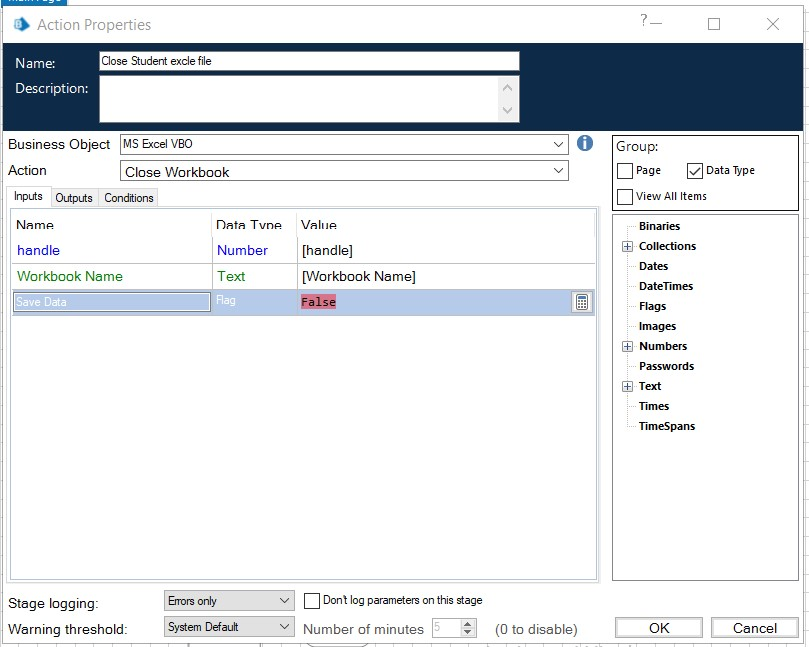 Action Properties
?
Name: Close Student excle file
Description:
Business Object MS Excel VBO i
Action Close Workbook
Inputs Outputs Conditions
Name Data Type Value
handle Number [handle]
Workbook Name Text [Workbook Name]
Save Data Flag False
Group:
Page Data Type
View All Items
Binaries
Collections
Dates
DateTimes
Flags
Images
Numbers
Passwords
Text
Times
TimeSpans
Stage logging: Errors only Don't log parameters on this stage
Warning threshold: System Default Number of minutes 5 (0 to disable)
OK Cancel